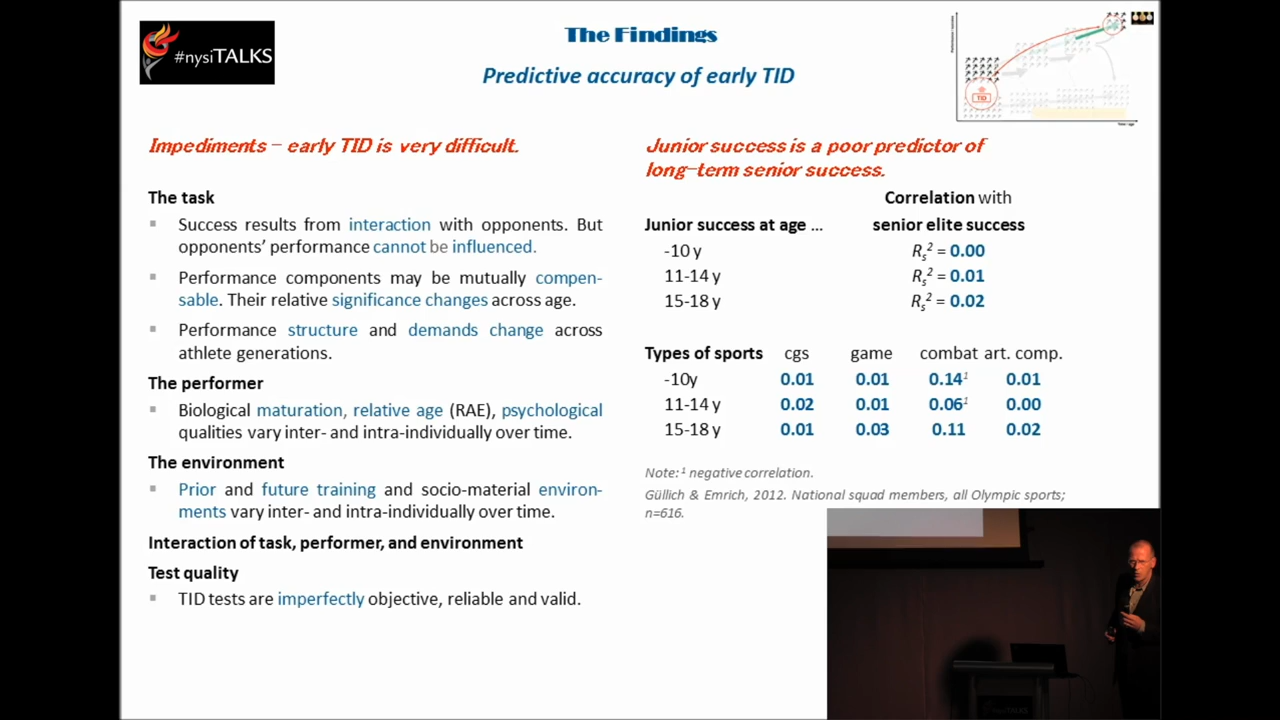 #nysiTALKS
The Findings
Predictive accuracy of early TID
TID
Impediments – early TID is very difficult.
The task
Success results from interaction with opponents. But
opponents' performance cannot be influenced.
Performance components may be mutually compen-
sable. Their relative significance changes across age.
Performance structure and demands change across
athlete generations.
The performer
Biological maturation, relative age (RAE), psychological
qualities vary inter- and intra-individually over time.
The environment
Prior and future training and socio-material environ-
ments vary inter- and intra-individually over time.
Interaction of task, performer, and environment
Test quality
TID tests are imperfectly objective, reliable and valid.
Junior success is a poor predictor of
long-term senior success.
Correlation with
Junior success at age ... senior elite success
-10 y Rs² = 0.00
11-14 y Rs² = 0.01
15-18 y Rs² = 0.02
Types of sports cgs game combat art. comp.
-10y 0.01 0.01 0.14¹ 0.01
11-14 y 0.02 0.01 0.06¹ 0.00
15-18 y 0.01 0.03 0.11 0.02
Note: ¹ negative correlation.
Güllich & Emrich, 2012. National squad members, all Olympic sports;
n=616.